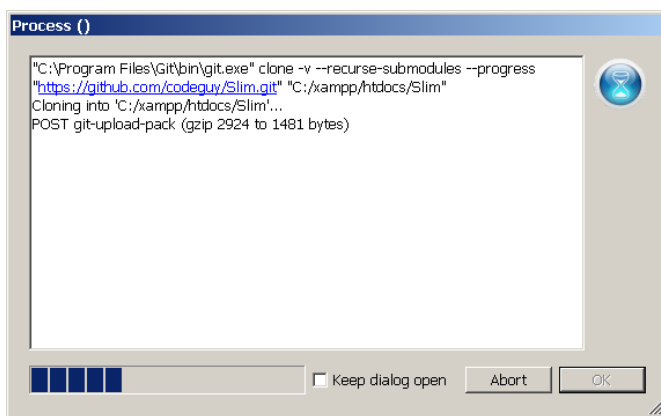 Process ()
"C:\Program Files\Git\bin\git.exe" clone -v --recurse-submodules --progress
"https://github.com/codeguy/Slim.git" "C:/xampp/htdocs/Slim"
Cloning into 'C:/xampp/htdocs/Slim'...
POST git-upload-pack (gzip 2924 to 1481 bytes)
Keep dialog open
Abort
OK